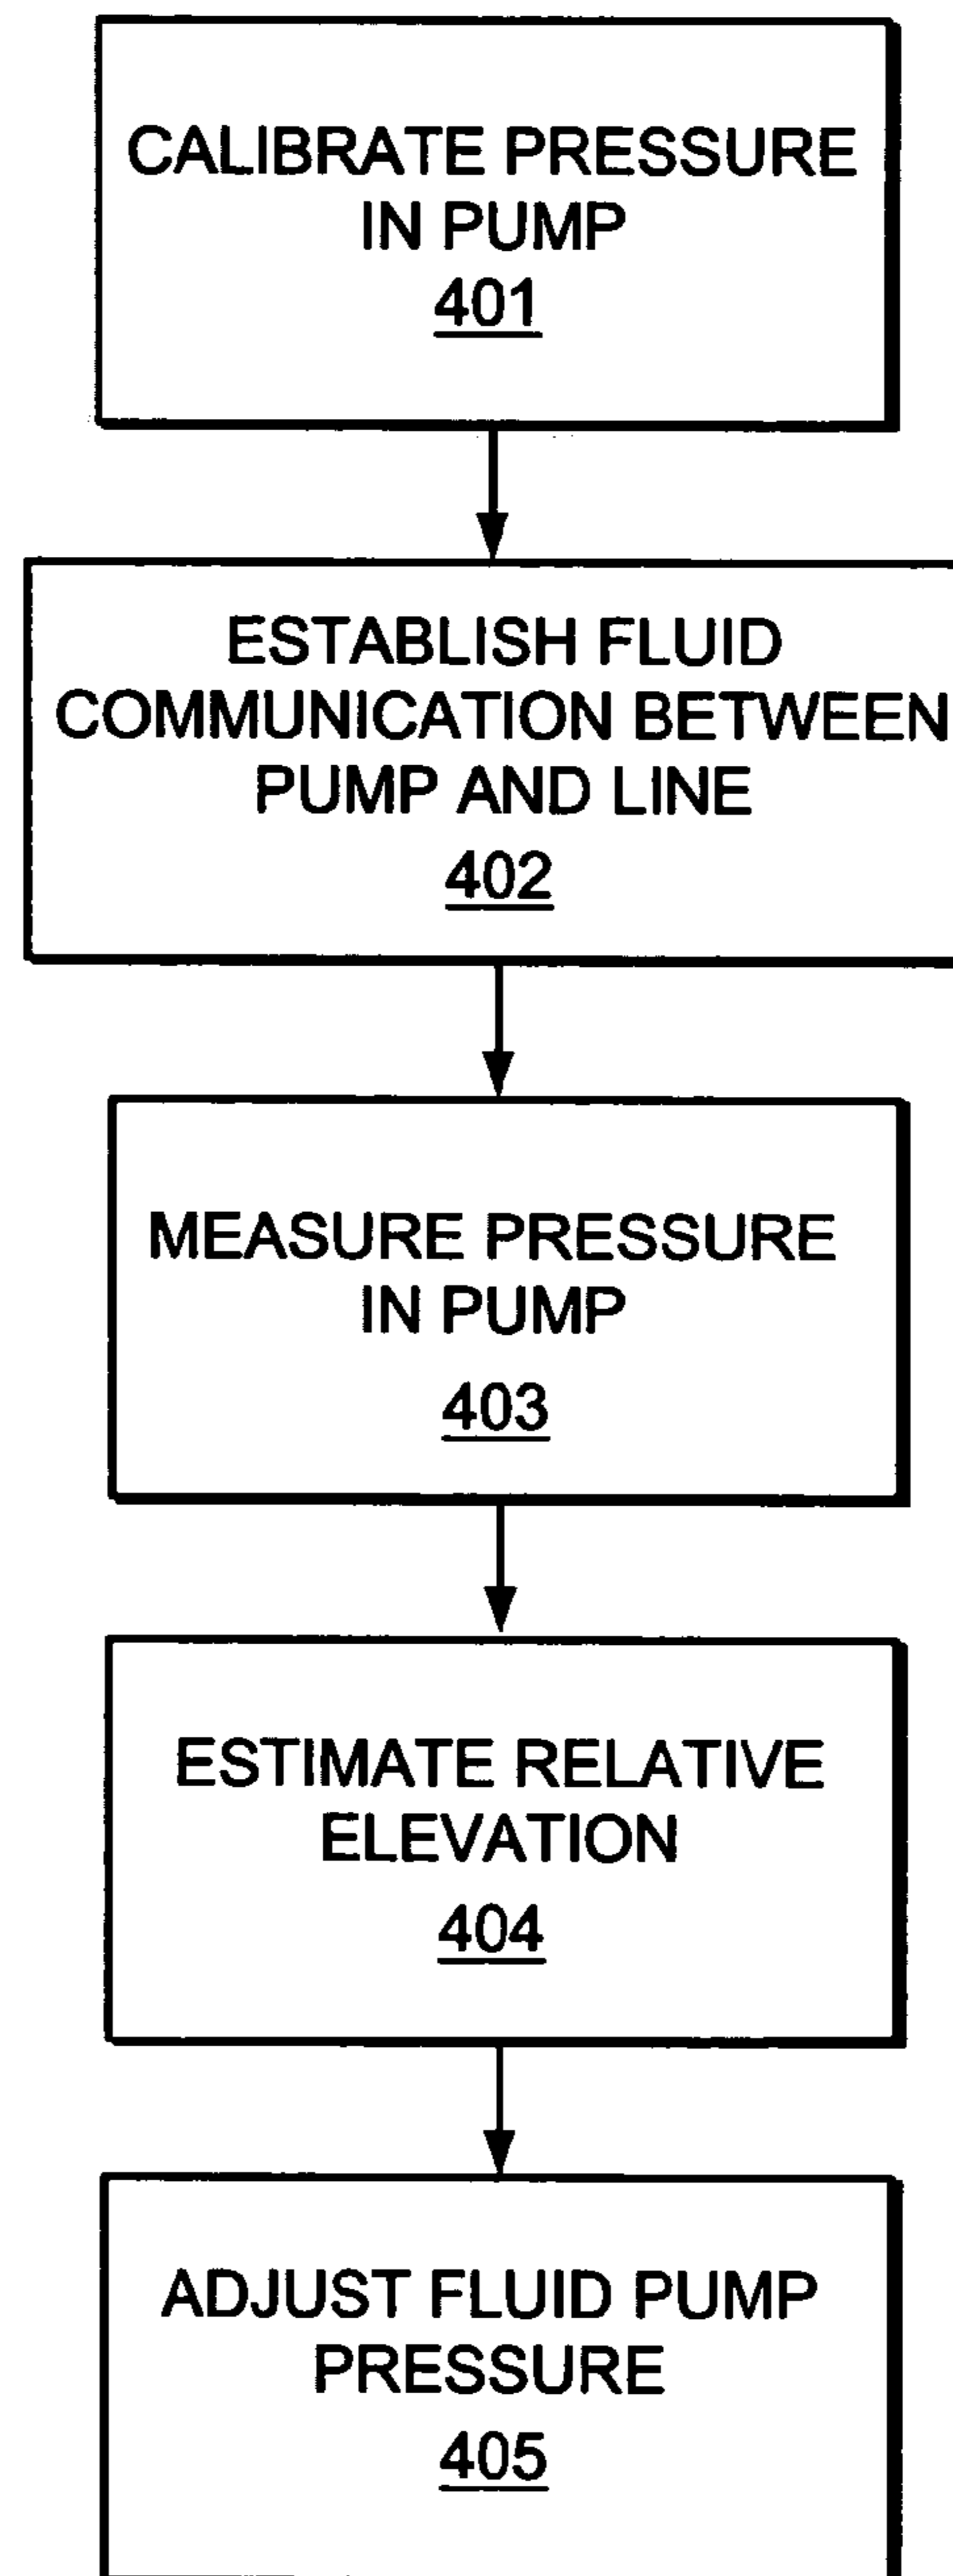 CALIBRATE PRESSURE
IN PUMP
401
ESTABLISH FLUID
COMMUNICATION BETWEEN
PUMP AND LINE
402
MEASURE PRESSURE
IN PUMP
403
ESTIMATE RELATIVE
ELEVATION
404
ADJUST FLUID PUMP
PRESSURE
405